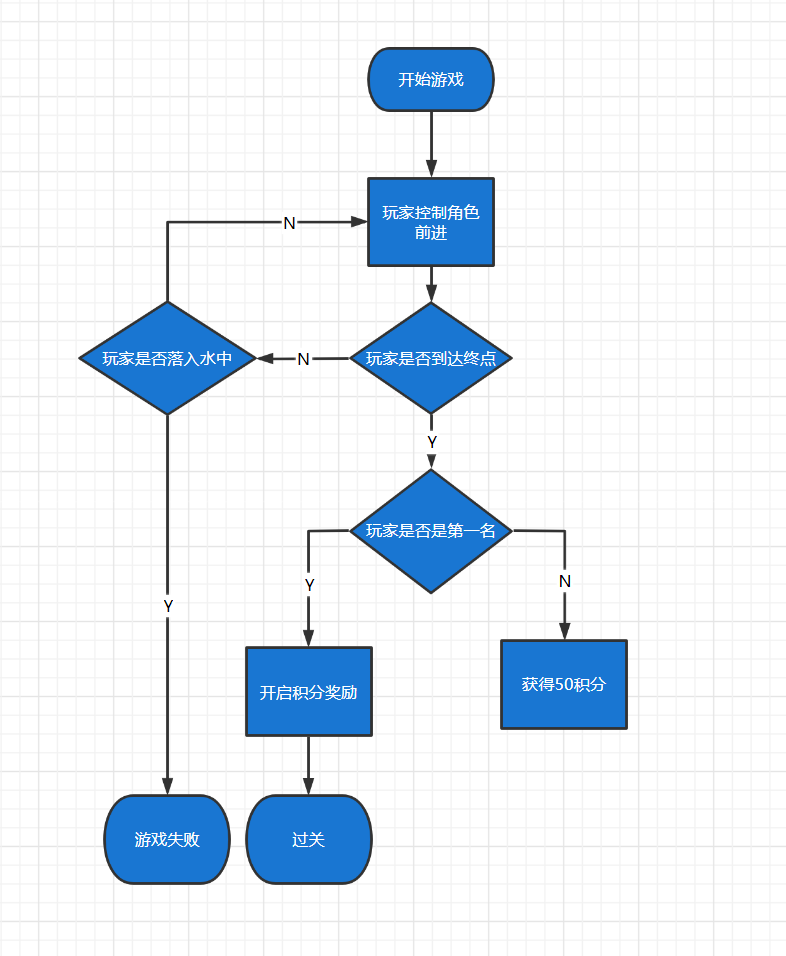 开始游戏
玩家控制角色
前进
N
玩家是否落入水中
N
玩家是否到达终点
Y
玩家是否是第一名
Y
N
Y
开启积分奖励
获得50积分
游戏失败
过关